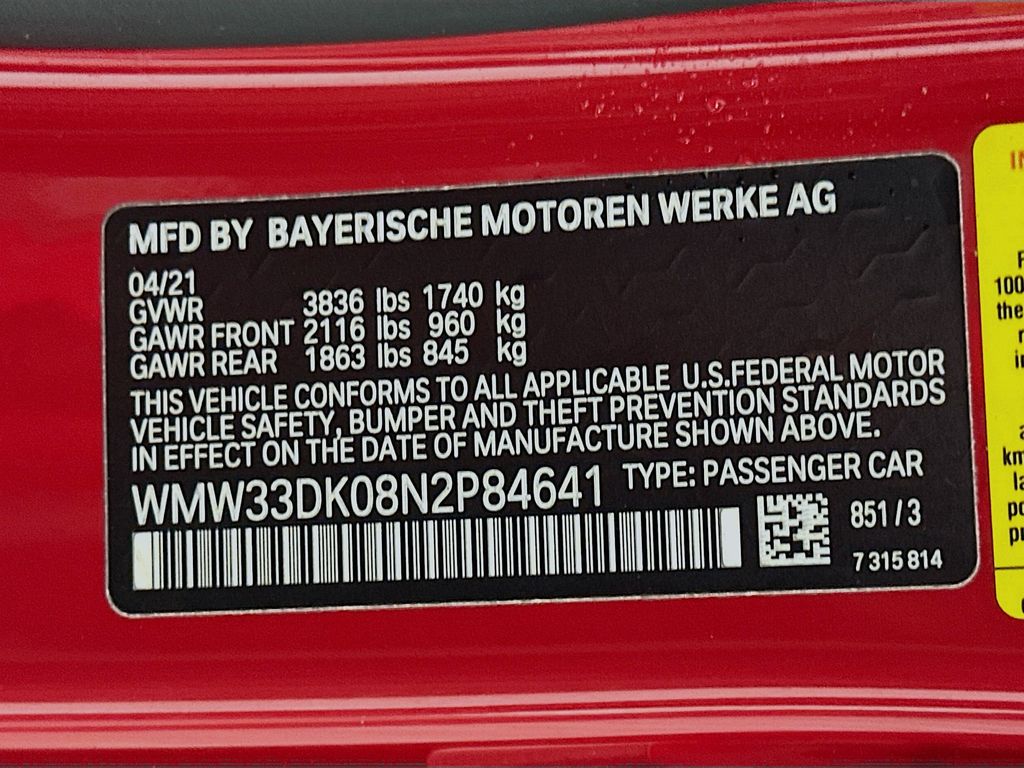 MFD BY BAYERISCHE MOTOREN WERKE AG
04/21
GVWR 3836 lbs 1740 kg
GAWR FRONT 2116 lbs 960 kg
GAWR REAR 1863 lbs 845 kg
THIS VEHICLE CONFORMS TO ALL APPLICABLE U.S.FEDERAL MOTOR
VEHICLE SAFETY, BUMPER AND THEFT PREVENTION STANDARDS
IN EFFECT ON THE DATE OF MANUFACTURE SHOWN ABOVE.
WMW33DK08N2P84641 TYPE: PASSENGER CAR
851/3
7 315 814
100
the
km